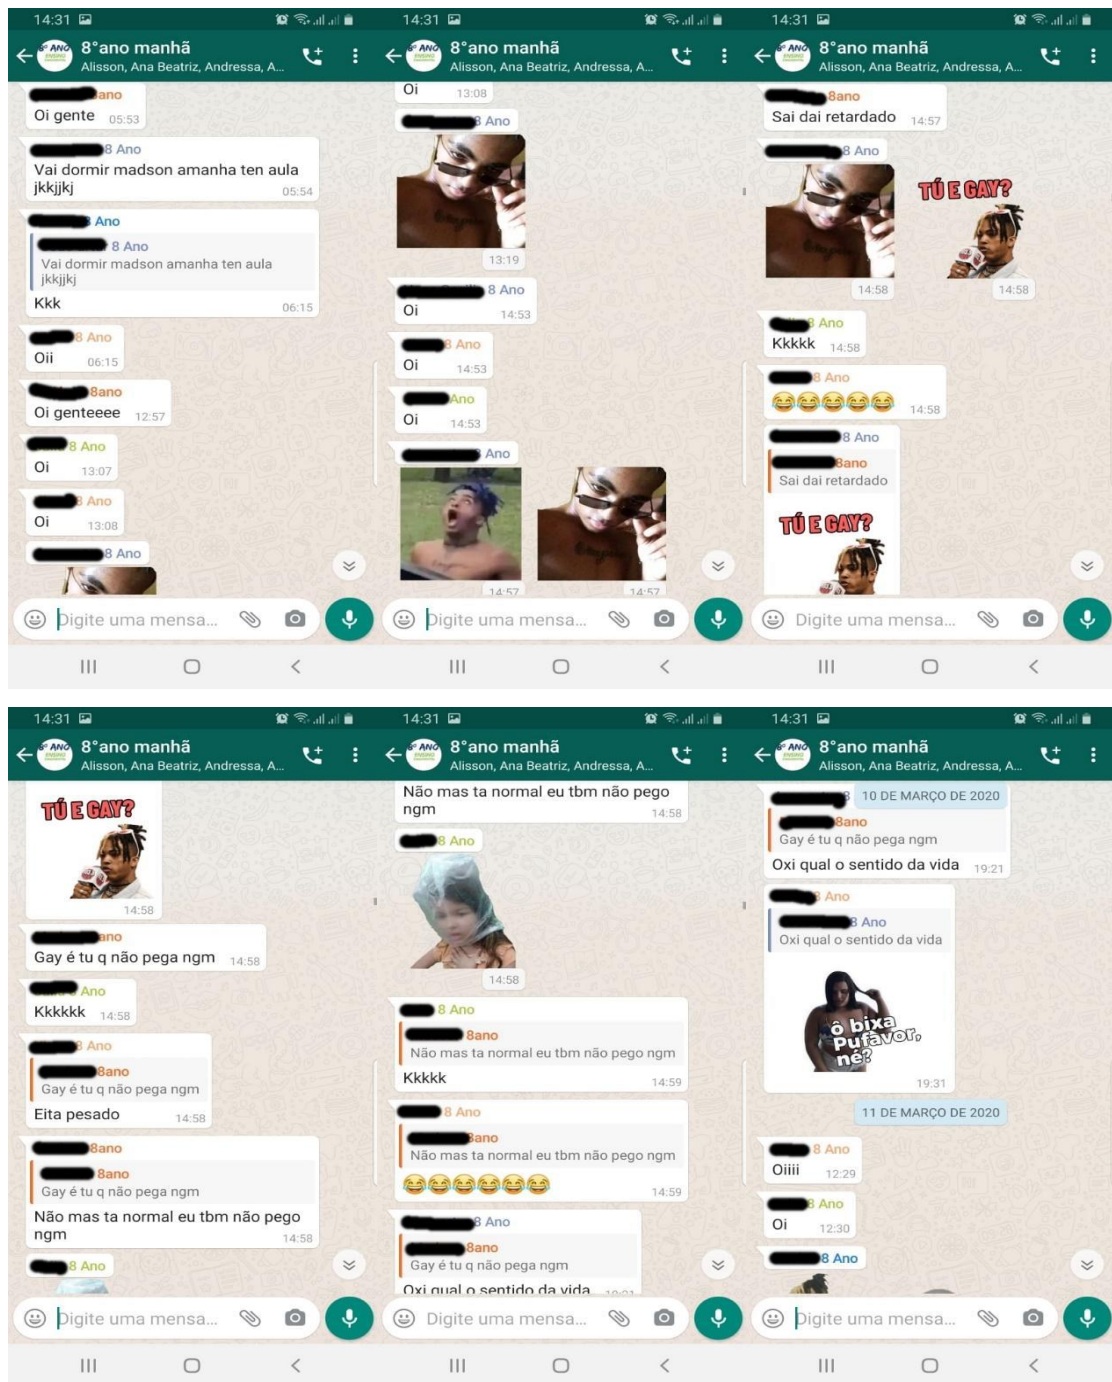 14:31
8°ano manhã
Alisson, Ana Beatriz, Andressa, A...
ano
Oi gente 05:53
8 Ano
Vai dormir madson amanha ten aula
jkkjjkj 05:54
Ano
8 Ano
Vai dormir madson amanha ten aula
jkkjjkj
Kkk 06:15
8 Ano
Oii 06:15
8ano
Oi genteeee 12:57
8 Ano
Oi 13:07
8 Ano
Oi 13:08
8 Ano
Digite uma mensa...
14:31
8°ano manhã
Alisson, Ana Beatriz, Andressa, A...
Oi 13:08
8 Ano
13:19
8 Ano
Oi 14:53
8 Ano
Oi 14:53
Ano
Oi 14:53
Ano
14:57 14:57
Digite uma mensa...
14:31
8°ano manhã
Alisson, Ana Beatriz, Andressa, A...
8ano
Sai dai retardado 14:57
8 Ano
TÚ E GAY?
14:58 14:58
8 Ano
Kkkkk 14:58
8 Ano
14:58
8 Ano
8ano
Sai dai retardado
TÚ E GAY?
Digite uma mensa...
14:31
8°ano manhã
Alisson, Ana Beatriz, Andressa, A...
TÚ E GAY?
14:58
ano
Gay é tu q não pega ngm 14:58
Ano
Kkkkkk 14:58
8 Ano
8ano
Gay é tu q não pega ngm
Eita pesado 14:58
8ano
8ano
Gay é tu q não pega ngm
Não mas ta normal eu tbm não pego
ngm 14:58
8 Ano
Digite uma mensa...
14:31
8°ano manhã
Alisson, Ana Beatriz, Andressa, A...
Não mas ta normal eu tbm não pego
ngm 14:58
8 Ano
14:58
8 Ano
8ano
Não mas ta normal eu tbm não pego ngm
Kkkkk 14:59
8 Ano
8ano
Não mas ta normal eu tbm não pego ngm
14:59
8 Ano
8ano
Gay é tu q não pega ngm
Oxi qual o sentido da vida 19:21
Digite uma mensa...
14:31
8°ano manhã
Alisson, Ana Beatriz, Andressa, A...
10 DE MARÇO DE 2020
8ano
Gay é tu q não pega ngm
Oxi qual o sentido da vida 19:21
8 Ano
8 Ano
Oxi qual o sentido da vida
ô bixa
Pufavor,
né?
19:31
11 DE MARÇO DE 2020
8 Ano
Oiiii 12:29
8 Ano
Oi 12:30
8 Ano
Digite uma mensa...